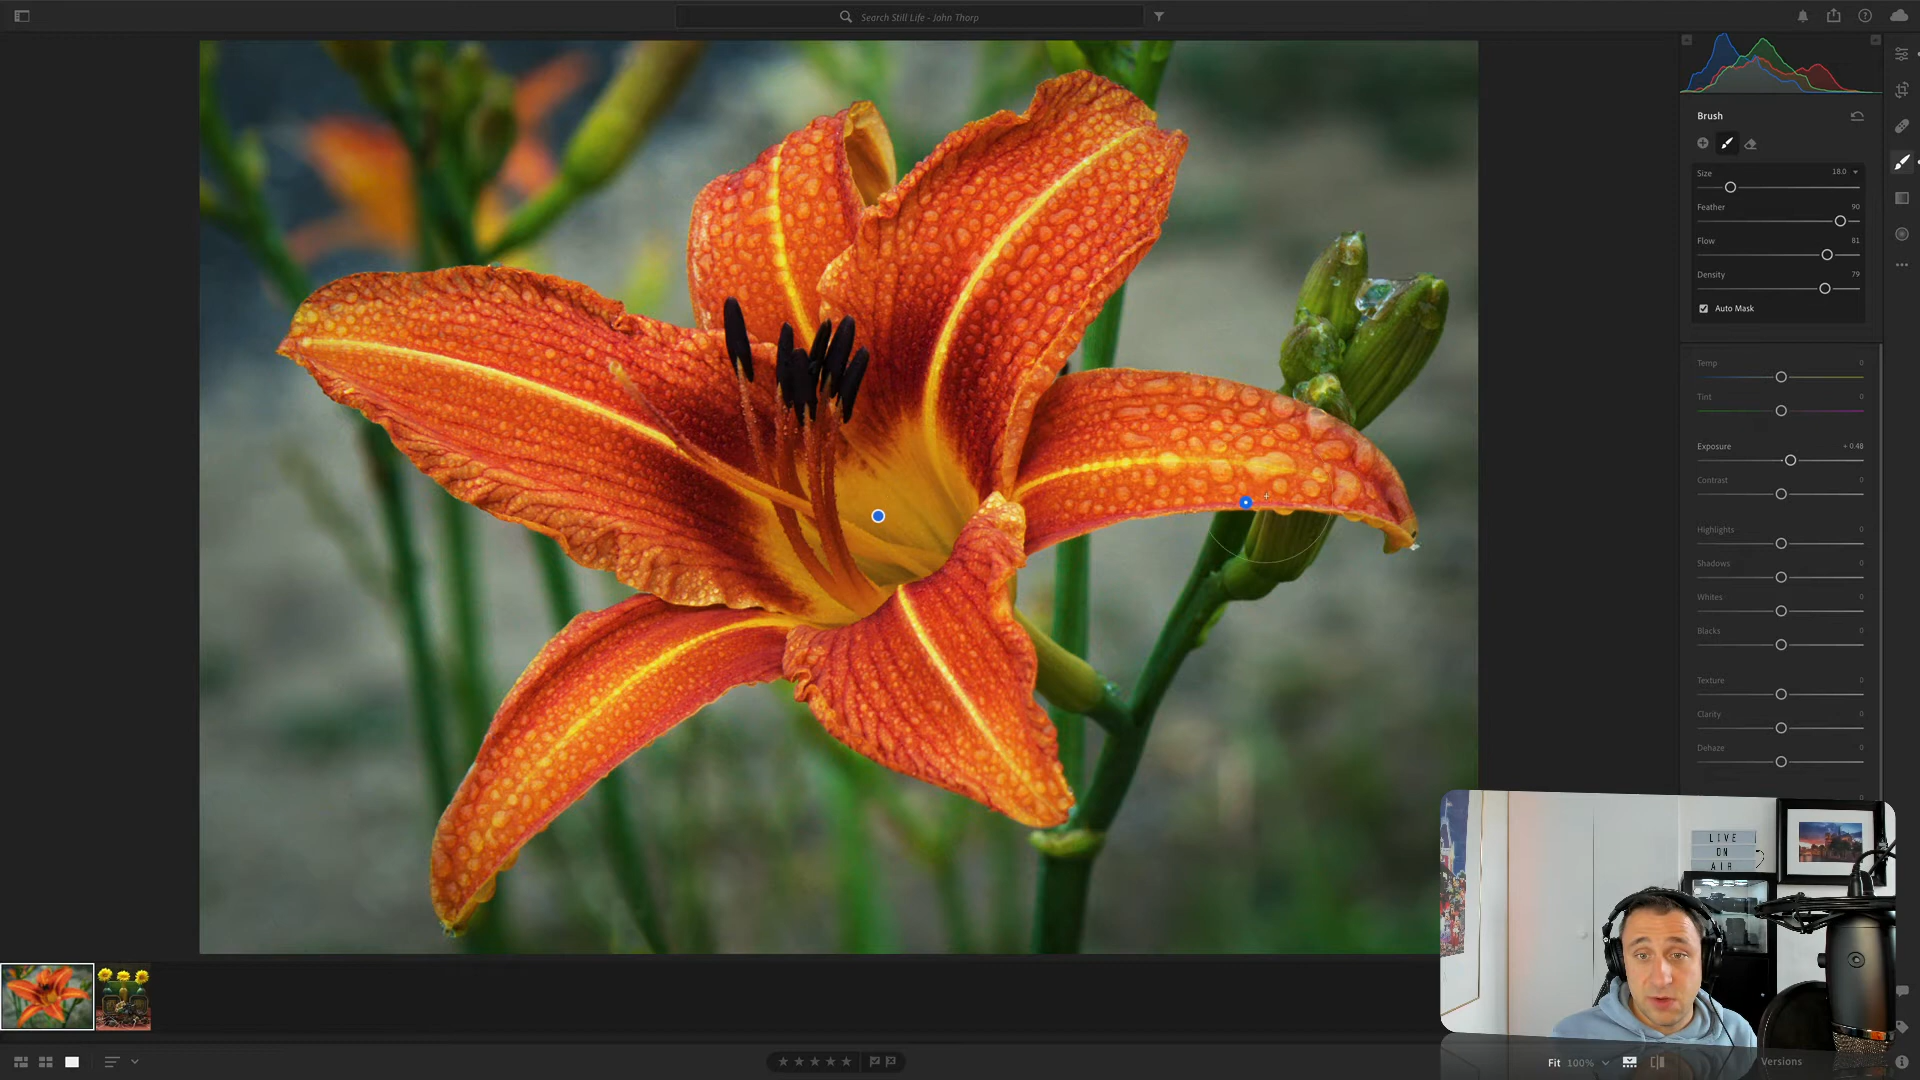 Search Still Life - Jahn Thorp
Brush
Size 18.0
Feather 90
Flow 81
Density 79
Auto Mask
Temp 0
Tint 0
Exposure + 0.48
Contrast 0
Highlights 0
Shadows 0
Whites 0
Blacks 0
Texture 0
Clarity 0
Dehaze 0
LIVE
ON
AIR
Fit 100%
Versions